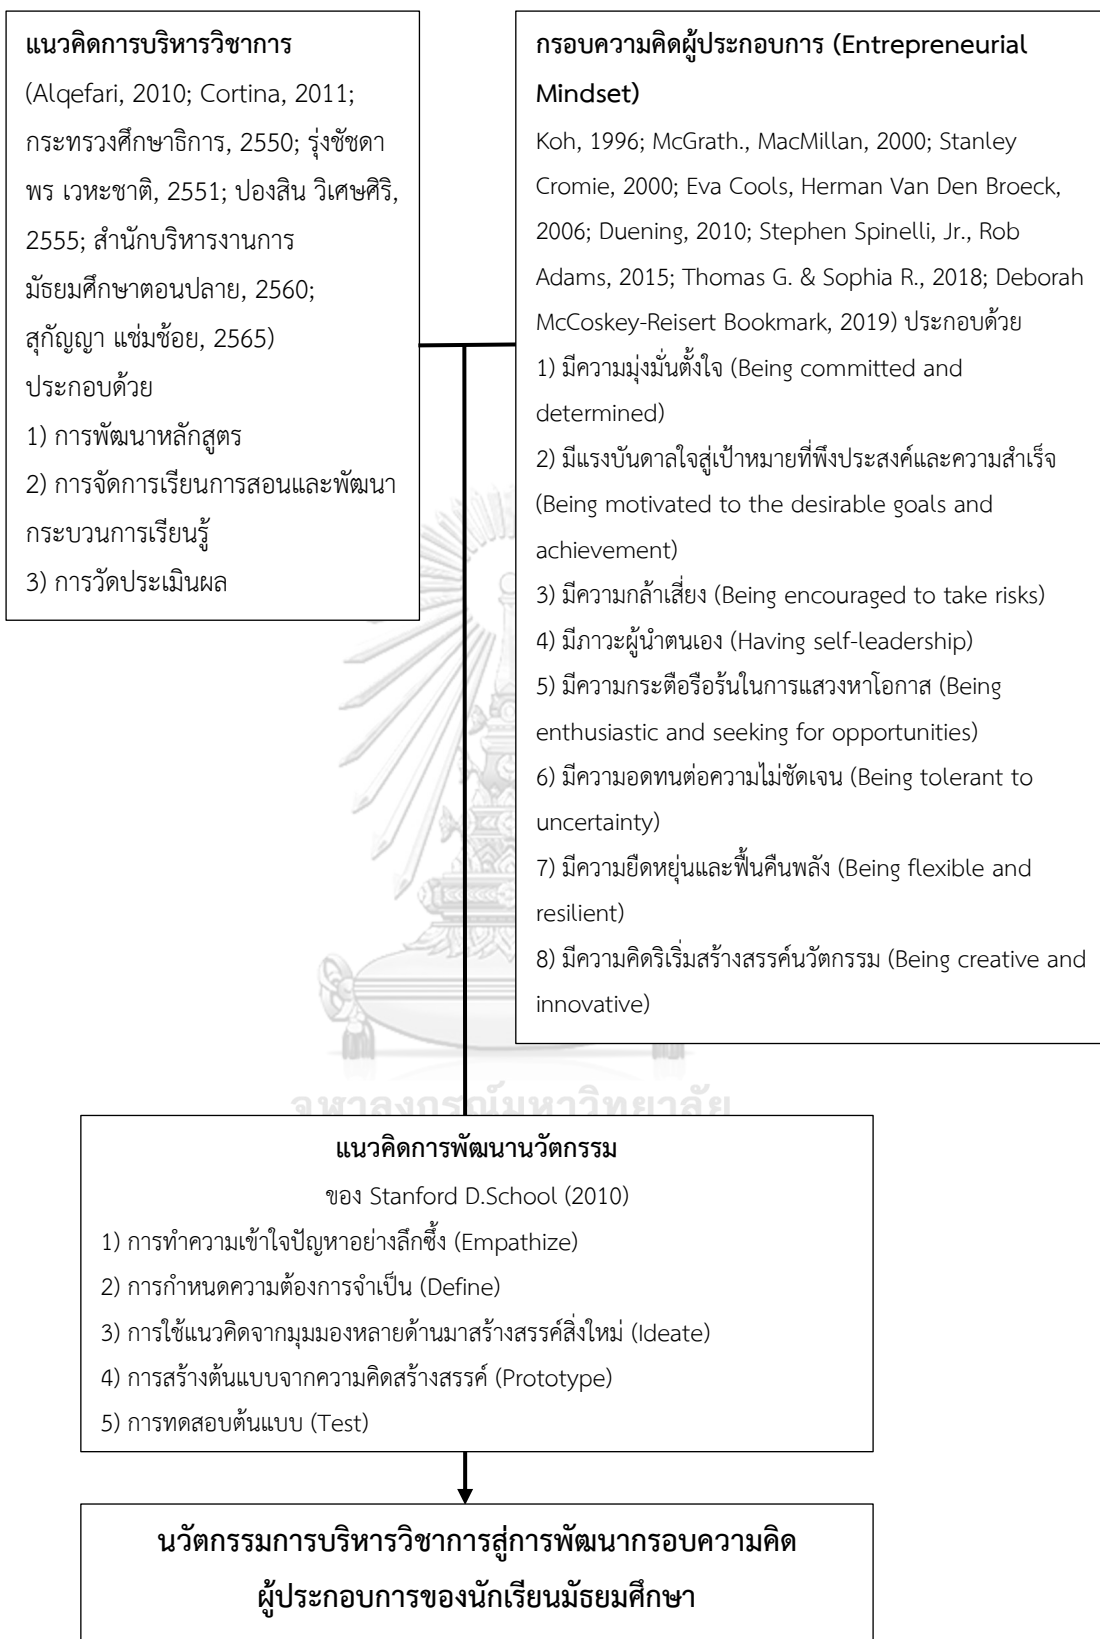 แนวคิดการบริหารวิชาการ
(Alqefari, 2010; Cortina, 2011;
กระทรวงศึกษาธิการ, 2550; รุ่งชัชดา
พร เวหะชาติ, 2551; ปองสิน วิเศษศิริ,
2555; สำนักบริหารงานการ
มัธยมศึกษาตอนปลาย, 2560;
สุกัญญา แช่มช้อย, 2565)
ประกอบด้วย
1) การพัฒนาหลักสูตร
2) การจัดการเรียนการสอนและพัฒนา
กระบวนการเรียนรู้
3) การวัดประเมินผล
กรอบความคิดผู้ประกอบการ (Entrepreneurial
Mindset)
Koh, 1996; McGrath., MacMillan, 2000; Stanley
Cromie, 2000; Eva Cools, Herman Van Den Broeck,
2006; Duening, 2010; Stephen Spinelli, Jr., Rob
Adams, 2015; Thomas G. & Sophia R., 2018; Deborah
McCoskey-Reisert Bookmark, 2019) ประกอบด้วย
1) มีความมุ่งมั่นตั้งใจ (Being committed and
determined)
2) มีแรงบันดาลใจสู่เป้าหมายที่พึงประสงค์และความสำเร็จ
(Being motivated to the desirable goals and
achievement)
3) มีความกล้าเสี่ยง (Being encouraged to take risks)
4) มีภาวะผู้นำตนเอง (Having self-leadership)
5) มีความกระตือรือร้นในการแสวงหาโอกาส (Being
enthusiastic and seeking for opportunities)
6) มีความอดทนต่อความไม่ชัดเจน (Being tolerant to
uncertainty)
7) มีความยืดหยุ่นและฟื้นคืนพลัง (Being flexible and
resilient)
8) มีความคิดริเริ่มสร้างสรรค์นวัตกรรม (Being creative and
innovative)
จุฬาลงกรณ์มหาวิทยาลัย
แนวคิดการพัฒนานวัตกรรม
ของ Stanford D.School (2010)
1) การทำความเข้าใจปัญหาอย่างลึกซึ้ง (Empathize)
2) การกำหนดความต้องการจำเป็น (Define)
3) การใช้แนวคิดจากมุมมองหลายด้านมาสร้างสรรค์สิ่งใหม่ (Ideate)
4) การสร้างต้นแบบจากความคิดสร้างสรรค์ (Prototype)
5) การทดสอบต้นแบบ (Test)
นวัตกรรมการบริหารวิชาการสู่การพัฒนากรอบความคิด
ผู้ประกอบการของนักเรียนมัธยมศึกษา